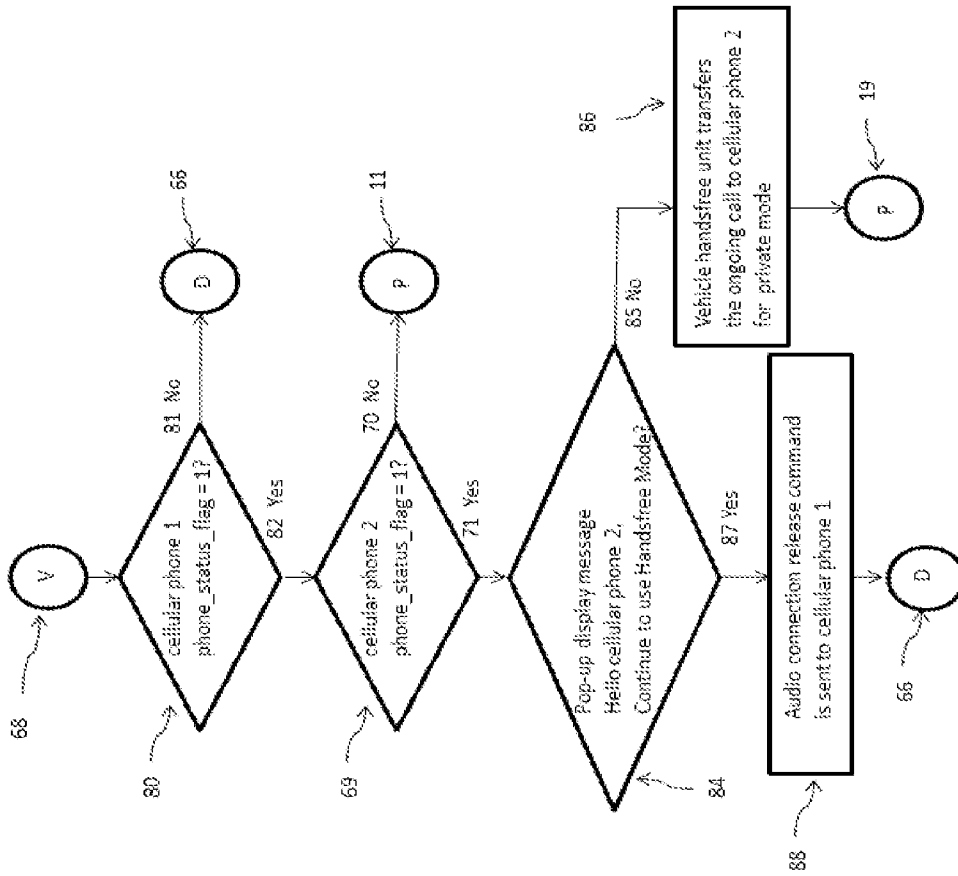 68
V
80
cellular phone 1
phone_status_flag = 1?
81 No
D
66
82 Yes
69
cellular phone 2
phone_status_flag = 1?
70 No
P
11
71 Yes
84
Pop-up display message
Hello cellular phone 2,
Continue to use Handsfree Mode?
85 No
86
Vehicle handsfree unit transfers
the ongoing call to cellular phone 2
for private mode
P
19
87 Yes
88
Audio connection release command
is sent to cellular phone 1
66
D